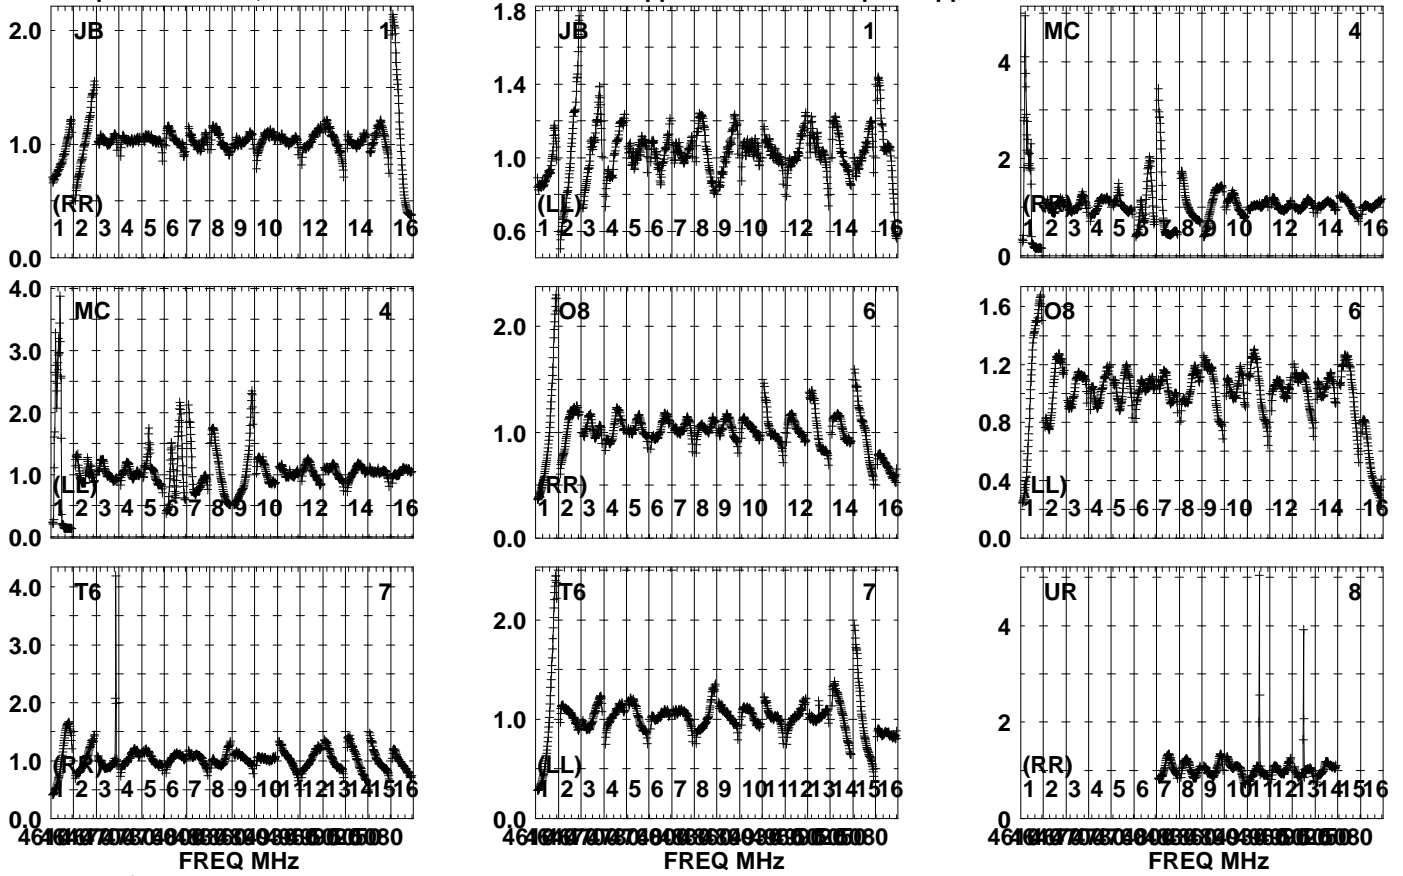 2.0 JB 1
1.0
(RR)
1 2 3 4 5 6 7 8 9 10 12 14 16
0.0
1.8 JB 1
1.4
1.0
(LL)
0.6
1 2 3 4 5 6 7 8 9 10 12 14 16
MC 4
4
2
(RR)
1 2 3 4 5 6 7 8 9 10 12 14 16
0
4.0 MC 4
3.0
2.0
1.0
(LL)
1 2 3 4 5 6 7 8 9 10 12 14 16
0.0
O8 6
2.0
1.0
(RR)
1 2 3 4 5 6 7 8 9 10 12 14 16
0.0
1.6 O8 6
1.2
0.8
0.4 (LL)
1 2 3 4 5 6 7 8 9 10 12 14 16
0.0
4.0 T6 7
3.0
2.0
1.0 (RR)
1 2 3 4 5 6 7 8 9 10 11 12 13 14 15 16
0.0
FREQ MHz
T6 7
2.0
1.0
(LL)
1 2 3 4 5 6 7 8 9 10 11 12 13 14 15 16
0.0
FREQ MHz
UR 8
4
2
(RR)
1 2 3 4 5 6 7 8 9 10 11 12 13 14 15 16
0
FREQ MHz